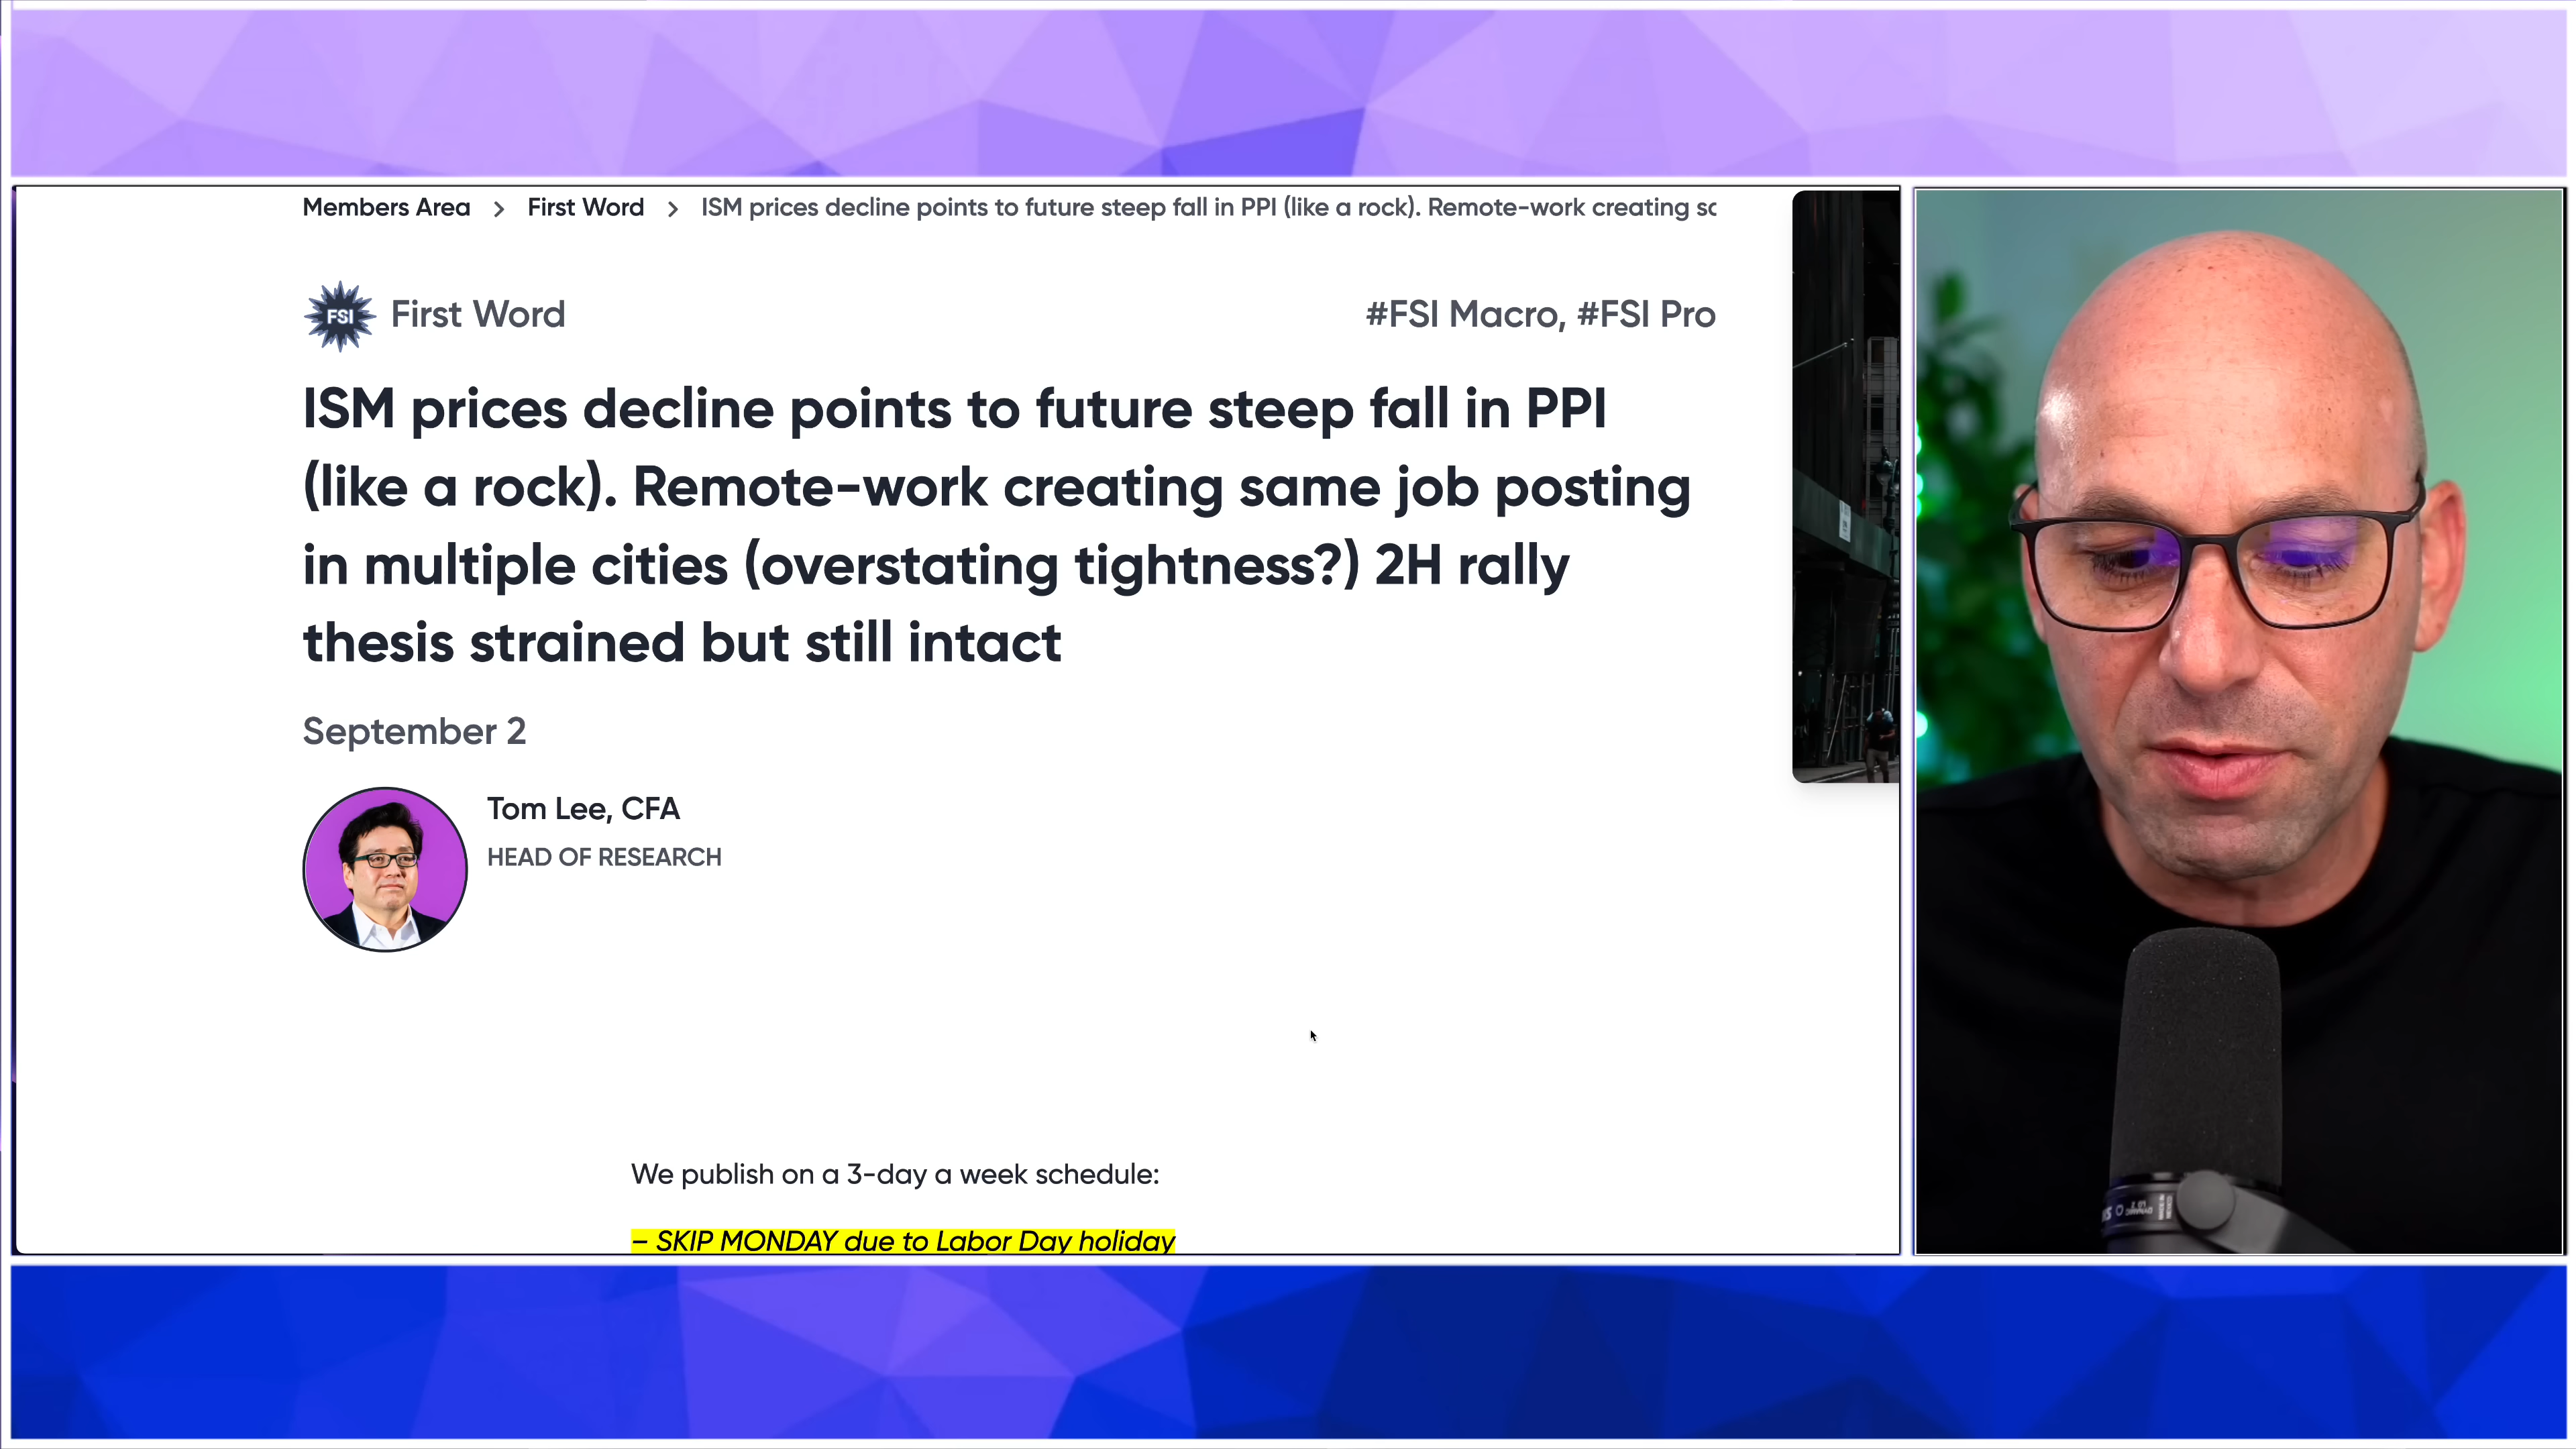 Members Area > First Word > ISM prices decline points to future steep fall in PPI (like a rock). Remote-work creating sc
FSI First Word #FSI Macro, #FSI Pro
ISM prices decline points to future steep fall in PPI
(like a rock). Remote-work creating same job posting
in multiple cities (overstating tightness?) 2H rally
thesis strained but still intact
September 2
Tom Lee, CFA
HEAD OF RESEARCH
We publish on a 3-day a week schedule:
– SKIP MONDAY due to Labor Day holiday